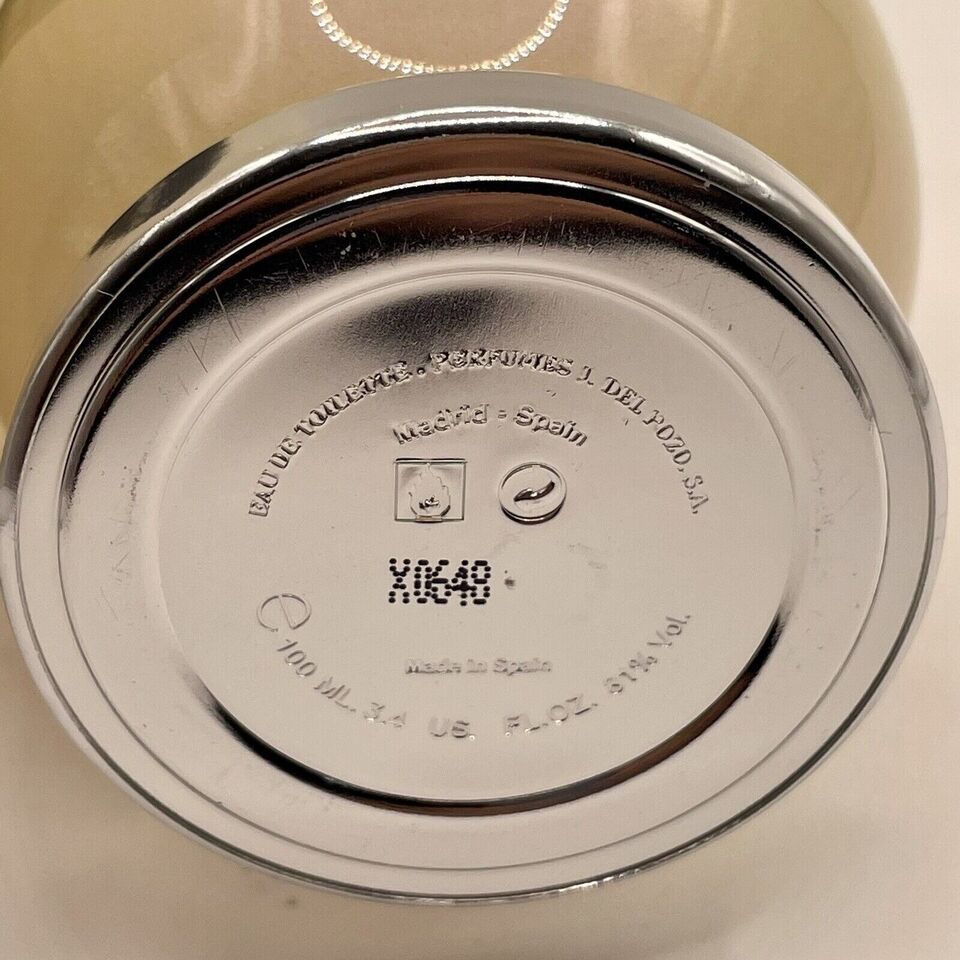 EAU DE TOILETTE . PERFUMES J. DEL POZO, S.A.
Madrid - Spain
X0648
Made in Spain
e 100 ML. 3.4 US. FL.OZ. 81% Vol.